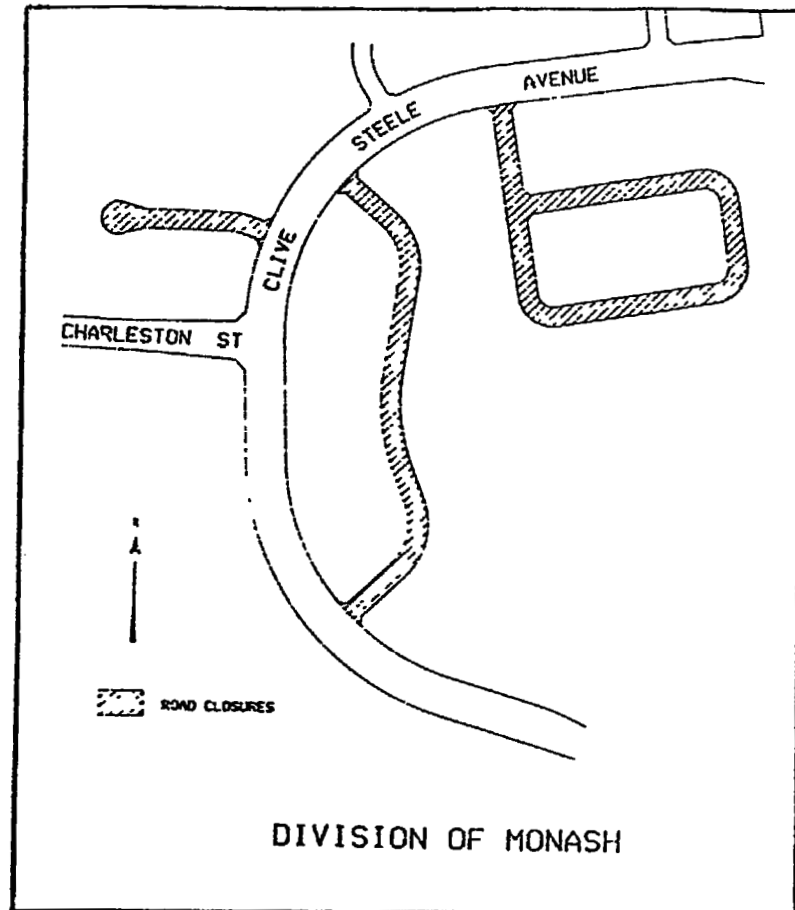 CLIVE STEELE AVENUE
CHARLESTON ST
ROAD CLOSURES
DIVISION OF MONASH